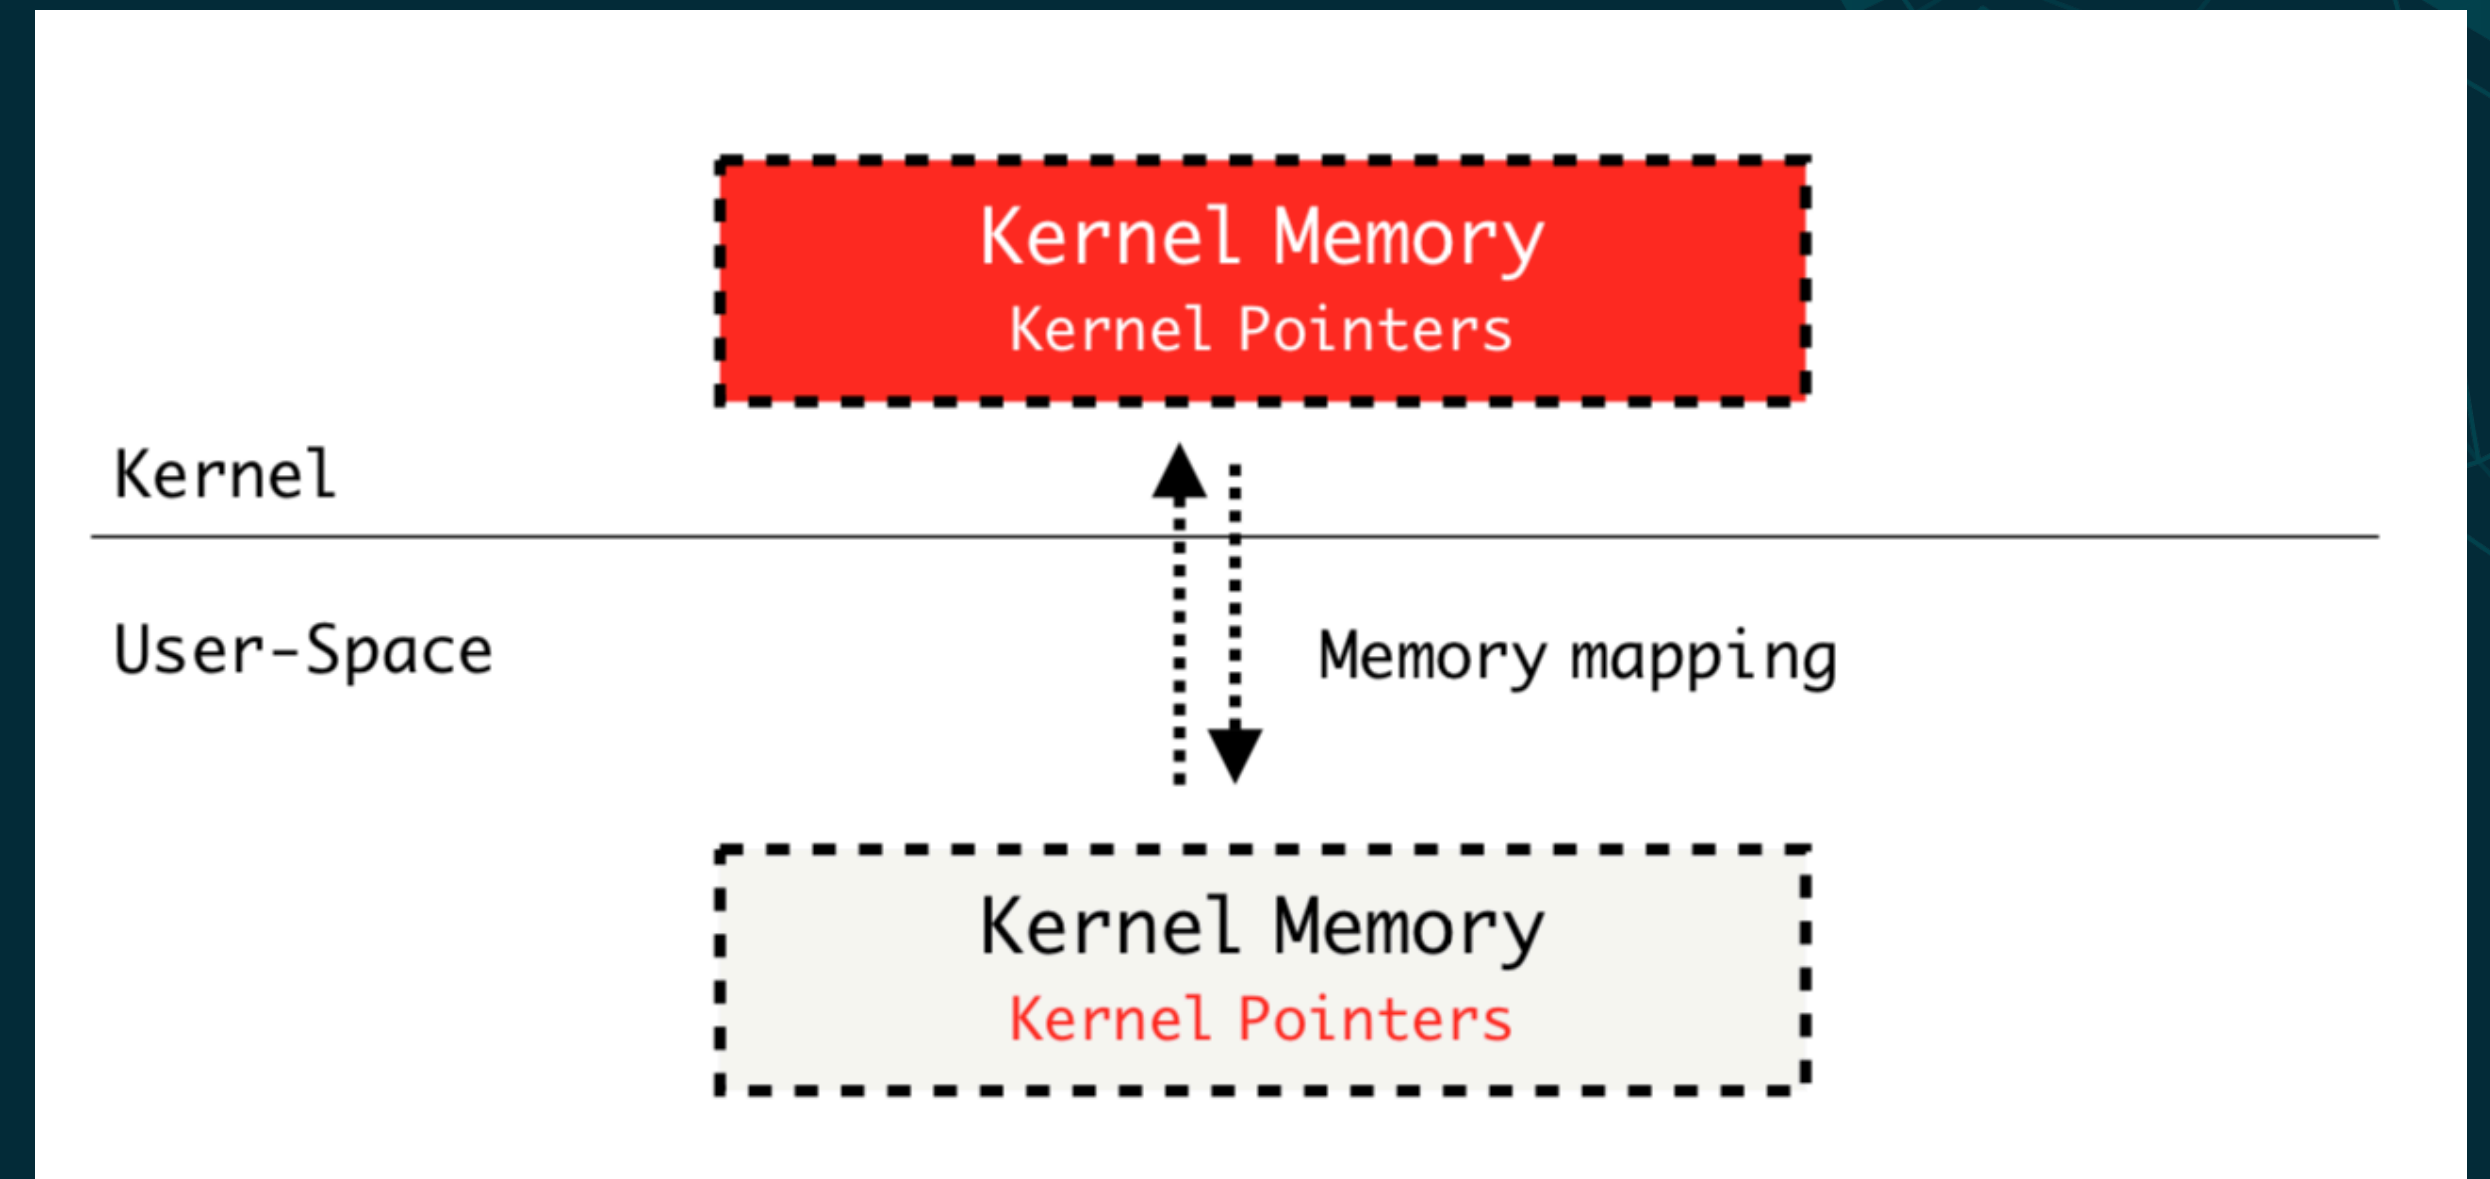 Kernel Memory
Kernel Pointers
Kernel
User-Space
Memory mapping
Kernel Memory
Kernel Pointers